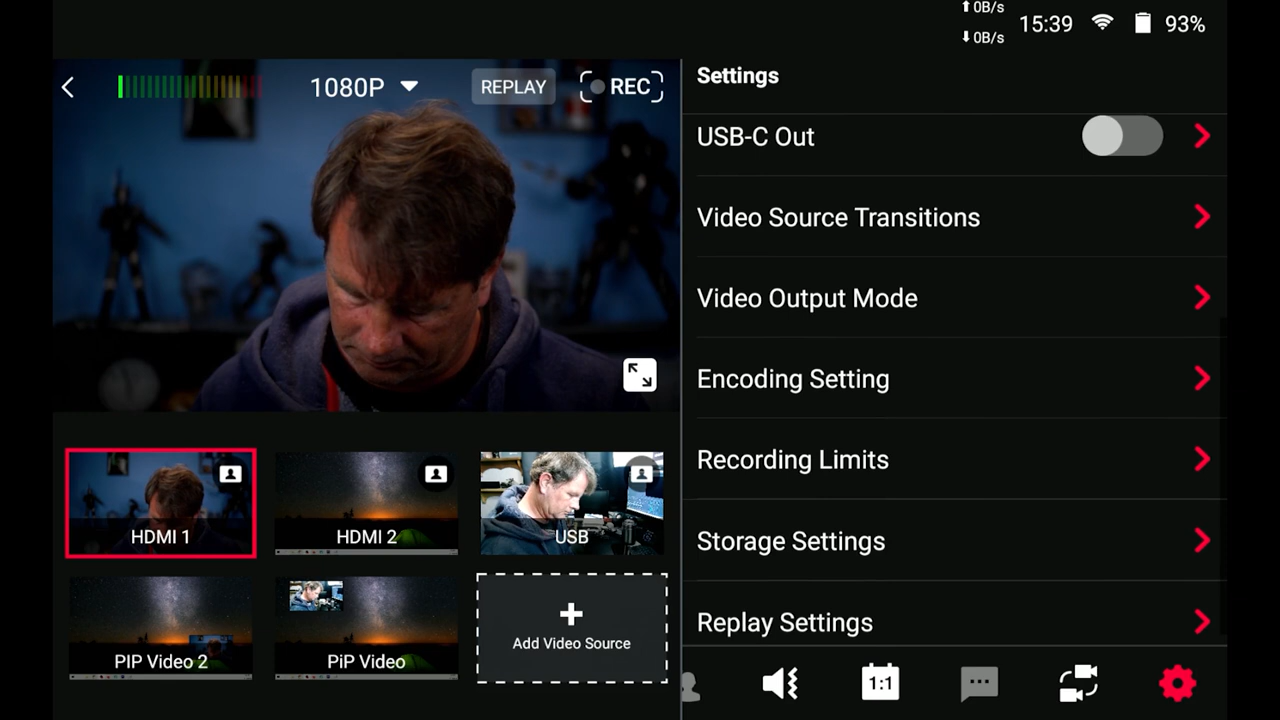 0B/s
0B/s
15:39
93%
1080P
REPLAY
REC
HDMI 1
HDMI 2
USB
PIP Video 2
PiP Video
Add Video Source
Settings
USB-C Out
Video Source Transitions
Video Output Mode
Encoding Setting
Recording Limits
Storage Settings
Replay Settings
1:1